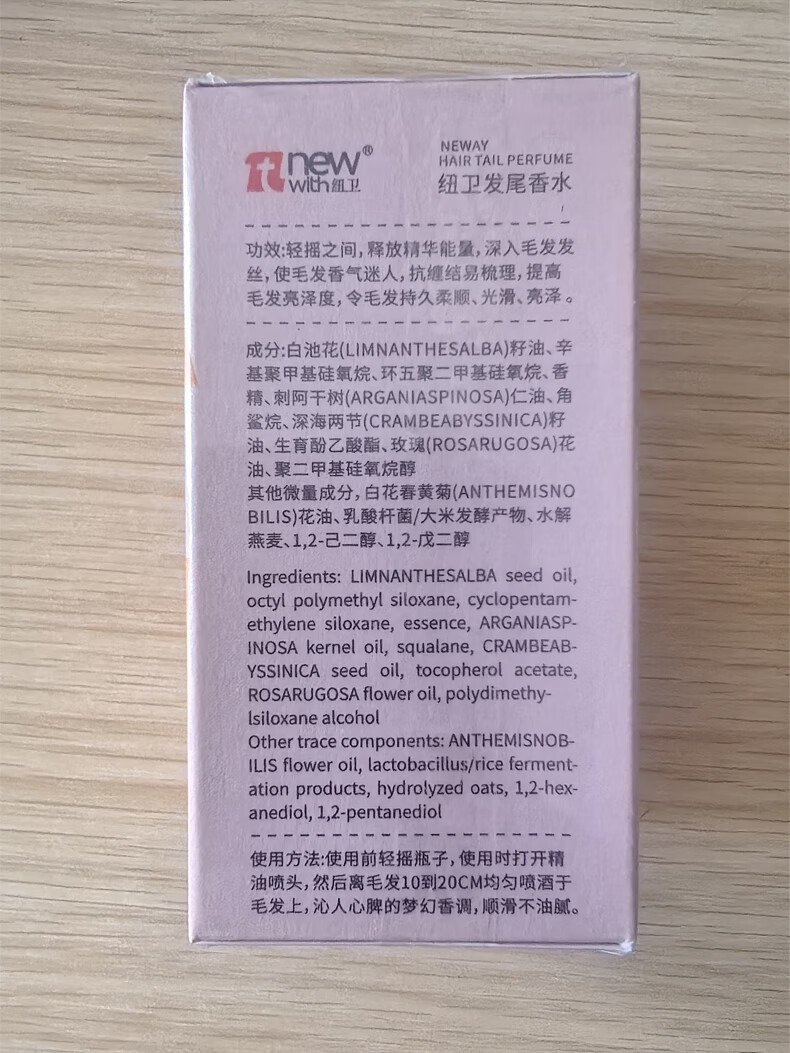 new®
with纽卫
NEWAY
HAIR TAIL PERFUME
纽卫发尾香水
功效:轻摇之间,释放精华能量,深入毛发发
丝,使毛发香气迷人,抗缠结易梳理,提高
毛发亮泽度,令毛发持久柔顺、光滑、亮泽。
成分:白池花(LIMNANTHESALBA)籽油、辛
基聚甲基硅氧烷、环五聚二甲基硅氧烷、香
精、刺阿干树(ARGANIASPINOSA)仁油、角
鲨烷、深海两节(CRAMBEABYSSINICA)籽
油、生育酚乙酸酯、玫瑰(ROSARUGOSA)花
油、聚二甲基硅氧烷醇
其他微量成分,白花春黄菊(ANTHEMISNO
BILIS)花油、乳酸杆菌/大米发酵产物、水解
燕麦、1,2-己二醇、1,2-戊二醇
Ingredients: LIMNANTHESALBA seed oil,
octyl polymethyl siloxane, cyclopentam-
ethylene siloxane, essence, ARGANIASP-
INOSA kernel oil, squalane, CRAMBEAB-
YSSINICA seed oil, tocopherol acetate,
ROSARUGOSA flower oil, polydimethy-
lsiloxane alcohol
Other trace components: ANTHEMISNOB-
ILIS flower oil, lactobacillus/rice ferment-
ation products, hydrolyzed oats, 1,2-hex-
anediol, 1,2-pentanediol
使用方法:使用前轻摇瓶子,使用时打开精
油喷头,然后离毛发10到20CM均匀喷洒于
毛发上,沁人心脾的梦幻香调,顺滑不油腻。